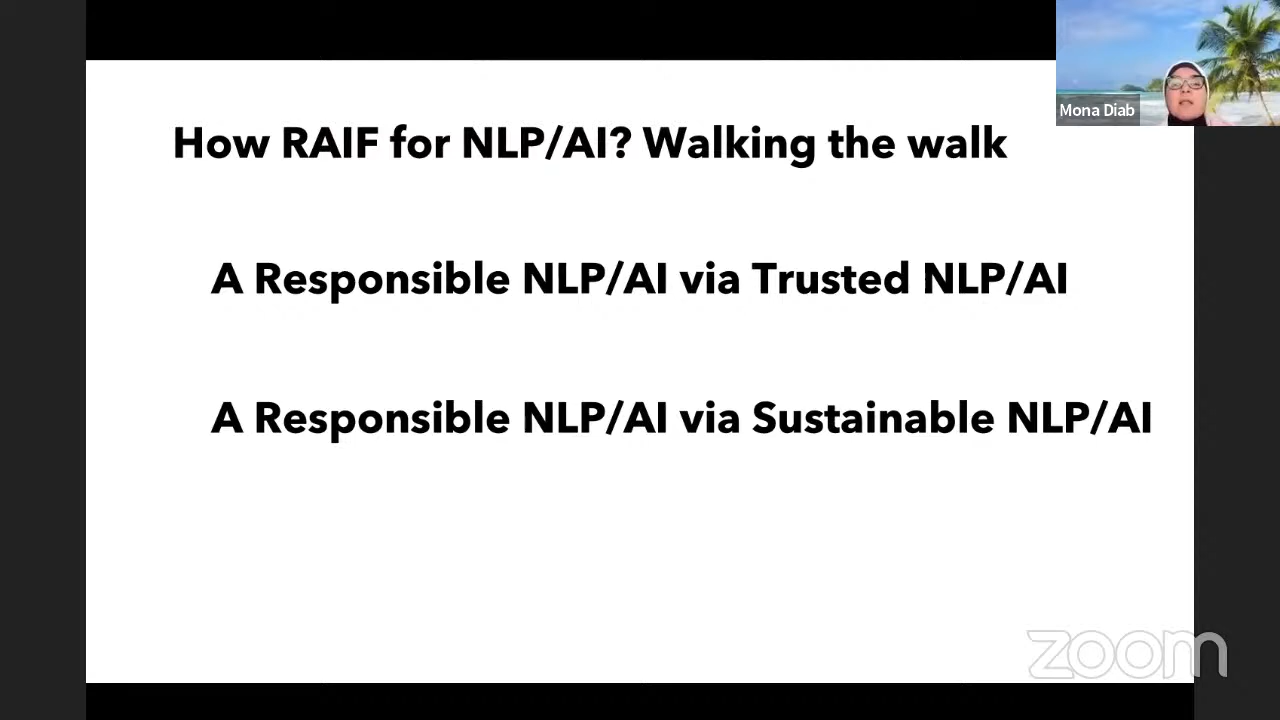 Mona Diab
How RAIF for NLP/AI? Walking the walk
A Responsible NLP/AI via Trusted NLP/AI
A Responsible NLP/AI via Sustainable NLP/AI
zoom